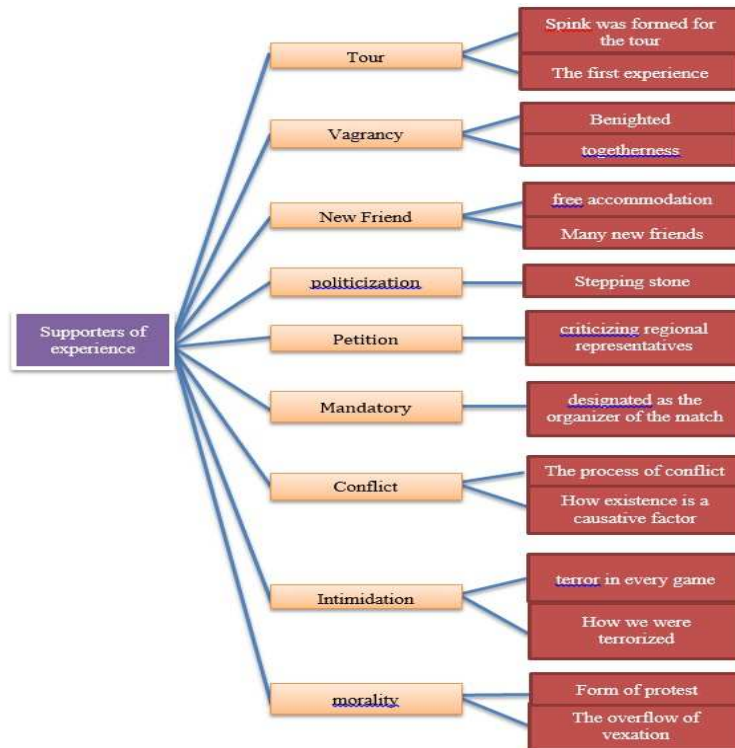 Spink was formed for
the tour
Tour
The first experience
Benighted
Vagrancy
togetherness
free accommodation
New Friend
Many new friends
politicization
Stepping stone
Supporters of
experience
Petition
criticizing regional
representatives
Mandatory
designated as the
organizer of the match
The process of conflict
Conflict
How existence is a
causative factor
terror in every game
Intimidation
How we were
terrorized
Form of protest
morality
The overflow of
vexation